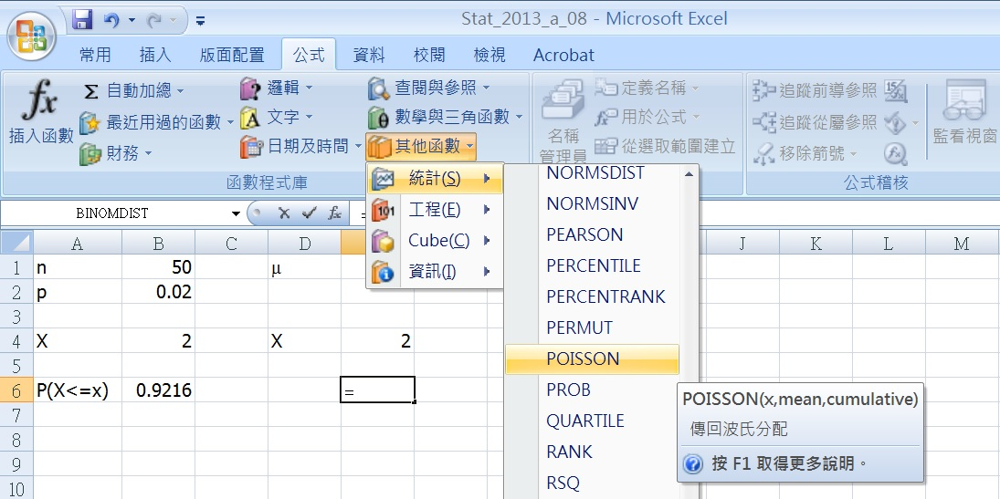 Stat_2013_a_08 - Microsoft Excel
常用 插入 版面配置 公式 資料 校閱 檢視 Acrobat
fx 插入函數
Σ 自動加總
最近用過的函數
財務
邏輯
文字
日期及時間
查閱與參照
數學與三角函數
其他函數
函數程式庫
名稱
管理員
定義名稱
用於公式
從選取範圍建立
追蹤前導參照
追蹤從屬參照
移除箭號
監看視窗
公式稽核
統計(S)
工程(E)
Cube(C)
資訊(I)
NORMSDIST
NORMSINV
PEARSON
PERCENTILE
PERCENTRANK
PERMUT
POISSON
PROB
QUARTILE
RANK
RSQ
POISSON(x,mean,cumulative)
傳回波氏分配
按 F1 取得更多說明。
BINOMDIST fx =
A B C D J K L M
1 n 50 μ
2 p 0.02
3
4 X 2 X 2
5
6 P(X<=x) 0.9216 =
7
8
9
10